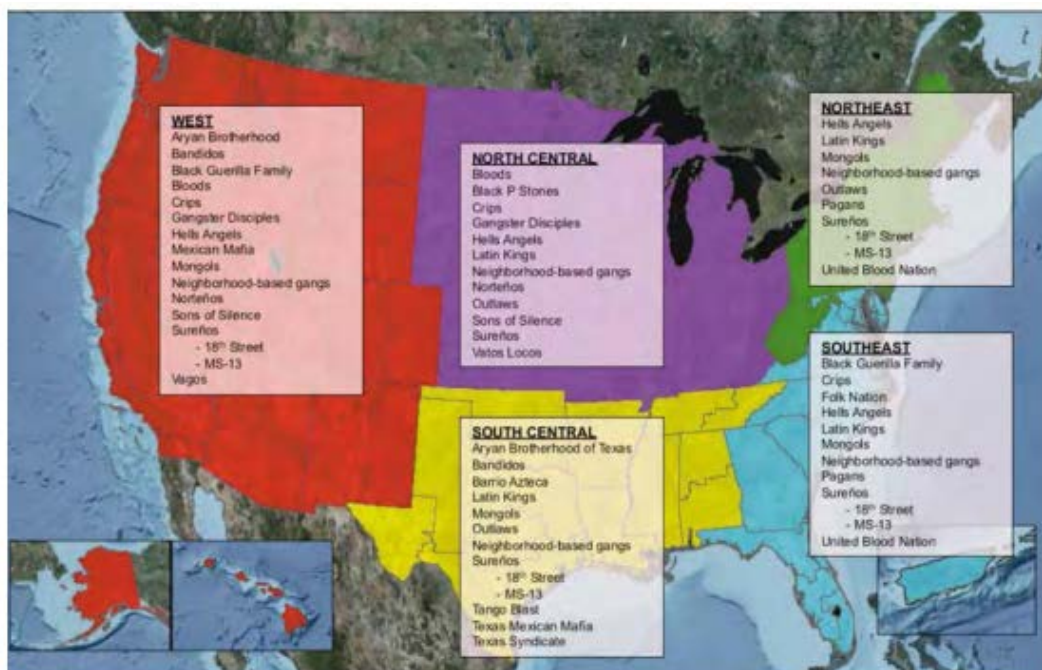 WEST
Aryan Brotherhood
Bandidos
Black Guerilla Family
Bloods
Crips
Gangster Disciples
Hells Angels
Mexican Mafia
Mongols
Neighborhood-based gangs
Norteños
Sons of Silence
Sureños
- 18th Street
- MS-13
Vagos
NORTH CENTRAL
Bloods
Black P Stones
Crips
Gangster Disciples
Hells Angels
Latin Kings
Neighborhood-based gangs
Norteños
Outlaws
Sons of Silence
Sureños
Vatos Locos
NORTHEAST
Hells Angels
Latin Kings
Mongols
Neighborhood-based gangs
Outlaws
Pagans
Sureños
- 18th Street
- MS-13
United Blood Nation
SOUTH CENTRAL
Aryan Brotherhood of Texas
Bandidos
Barrio Azteca
Latin Kings
Mongols
Outlaws
Neighborhood-based gangs
Sureños
- 18th Street
- MS-13
Tango Blast
Texas Mexican Mafia
Texas Syndicate
SOUTHEAST
Black Guerilla Family
Crips
Folk Nation
Hells Angels
Latin Kings
Mongols
Neighborhood-based gangs
Pagans
Sureños
- 18th Street
- MS-13
United Blood Nation